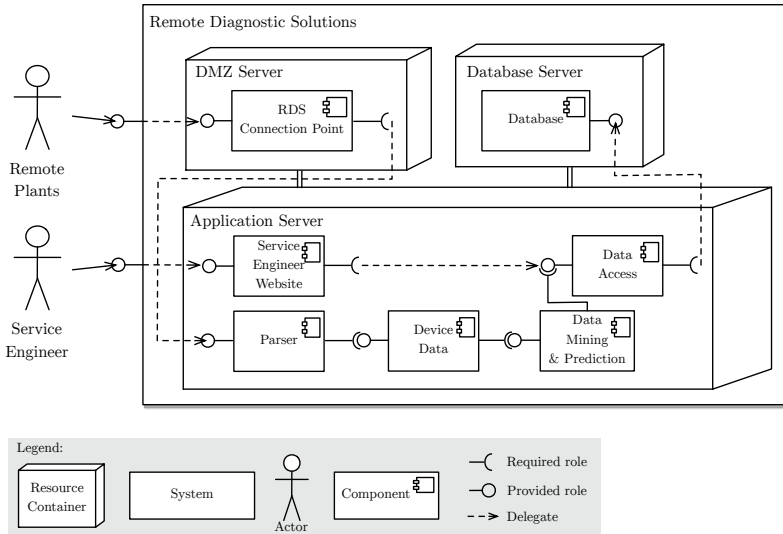 Remote Diagnostic Solutions
DMZ Server
Database Server
RDS
Connection Point
Database
Remote
Plants
Application Server
Service
Engineer
Website
Data
Access
Service
Engineer
Parser
Device
Data
Data
Mining
& Prediction
Legend:
Resource
Container
System
Actor
Component
Required role
Provided role
Delegate